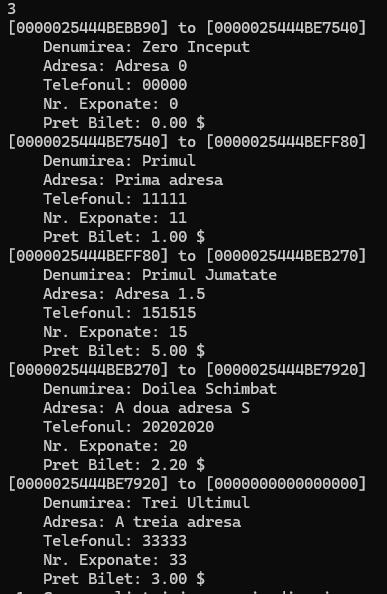 3
[0000025444BEBB90] to [0000025444BE7540]
Denumirea: Zero Inceput
Adresa: Adresa 0
Telefonul: 00000
Nr. Exponate: 0
Pret Bilet: 0.00 $
[0000025444BE7540] to [0000025444BEFF80]
Denumirea: Primul
Adresa: Prima adresa
Telefonul: 11111
Nr. Exponate: 11
Pret Bilet: 1.00 $
[0000025444BEFF80] to [0000025444BEB270]
Denumirea: Primul Jumatate
Adresa: Adresa 1.5
Telefonul: 151515
Nr. Exponate: 15
Pret Bilet: 5.00 $
[0000025444BEB270] to [0000025444BE7920]
Denumirea: Doilea Schimbat
Adresa: A doua adresa S
Telefonul: 20202020
Nr. Exponate: 20
Pret Bilet: 2.20 $
[0000025444BE7920] to [0000000000000000]
Denumirea: Trei Ultimul
Adresa: A treia adresa
Telefonul: 33333
Nr. Exponate: 33
Pret Bilet: 3.00 $